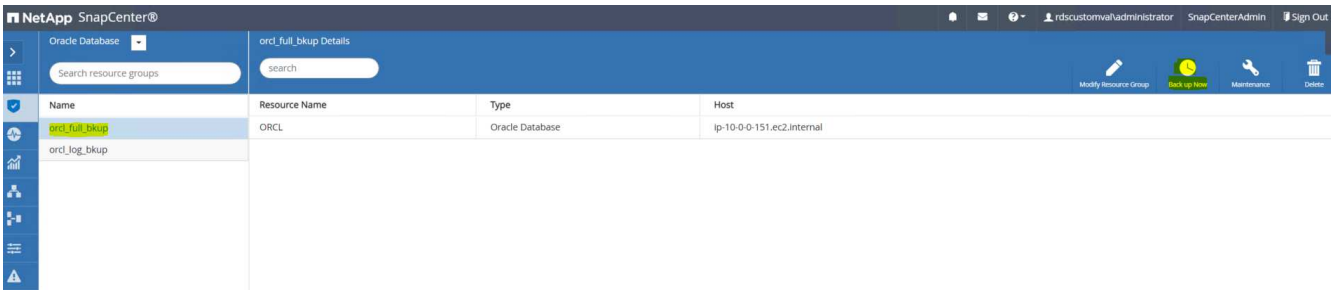 NetApp SnapCenter®
rdscustomval\administrator SnapCenterAdmin Sign Out
Oracle Database
Search resource groups
Name
orcl_full_bkup
orcl_log_bkup
orcl_full_bkup Details
search
Modify Resource Group Back up Now Maintenance Delete
Resource Name Type Host
ORCL Oracle Database ip-10-0-0-151.ec2.internal